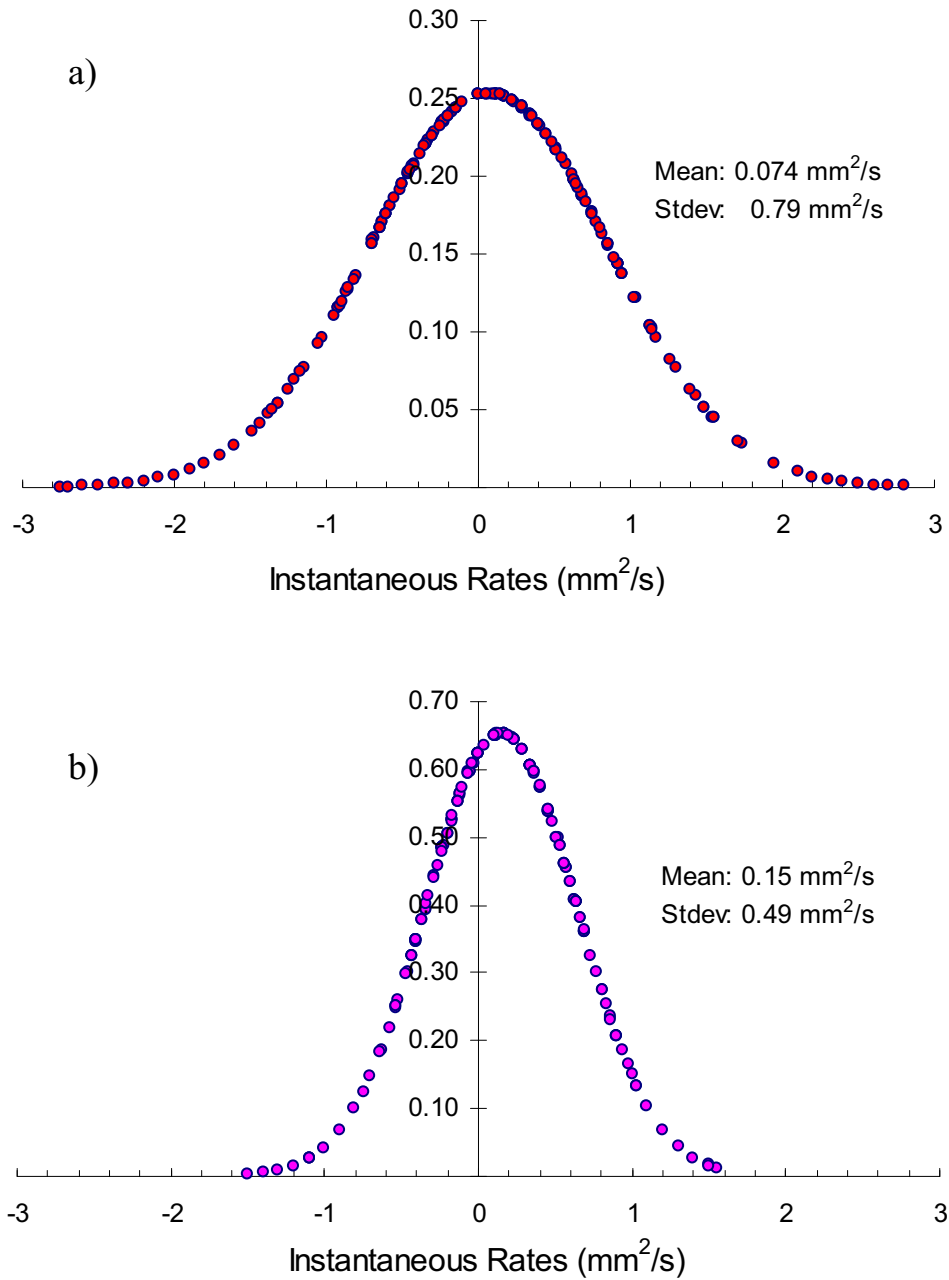 0.30
a)
0.25
Mean: 0.074 mm²/s
0.20
Stdev: 0.79 mm²/s
0.15
0.10
0.05
-3 -2 -1 0 1 2 3
Instantaneous Rates (mm²/s)
0.70
b)
0.60
0.50
Mean: 0.15 mm²/s
0.40
Stdev: 0.49 mm²/s
0.30
0.20
0.10
-3 -2 -1 0 1 2 3
Instantaneous Rates (mm²/s)